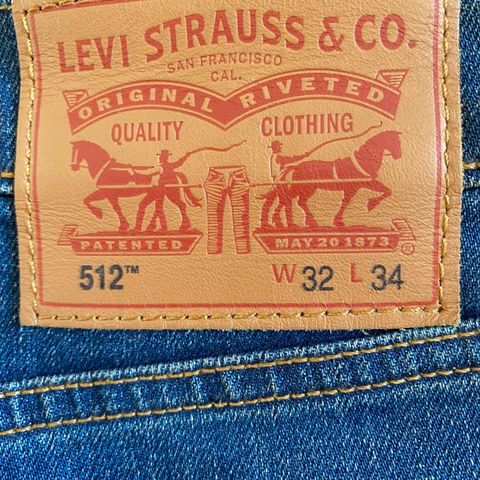 LEVI STRAUSS & CO.
SAN FRANCISCO
CAL.
ORIGINAL RIVETED
QUALITY CLOTHING
PATENTED MAY 20 1873 ®
512™ W 32 L 34